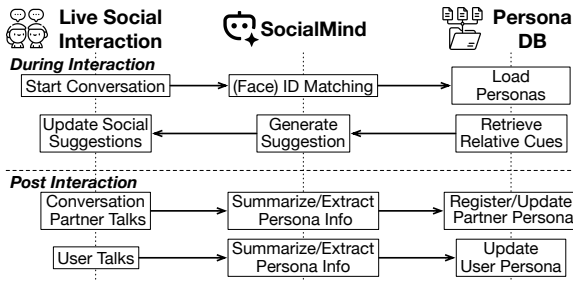 Live Social
Interaction
SocialMind
Persona
DB
During Interaction
Start Conversation
(Face) ID Matching
Load
Personas
Update Social
Suggestions
Generate
Suggestion
Retrieve
Relative Cues
Post Interaction
Conversation
Partner Talks
Summarize/Extract
Persona Info
Register/Update
Partner Persona
User Talks
Summarize/Extract
Persona Info
Update
User Persona